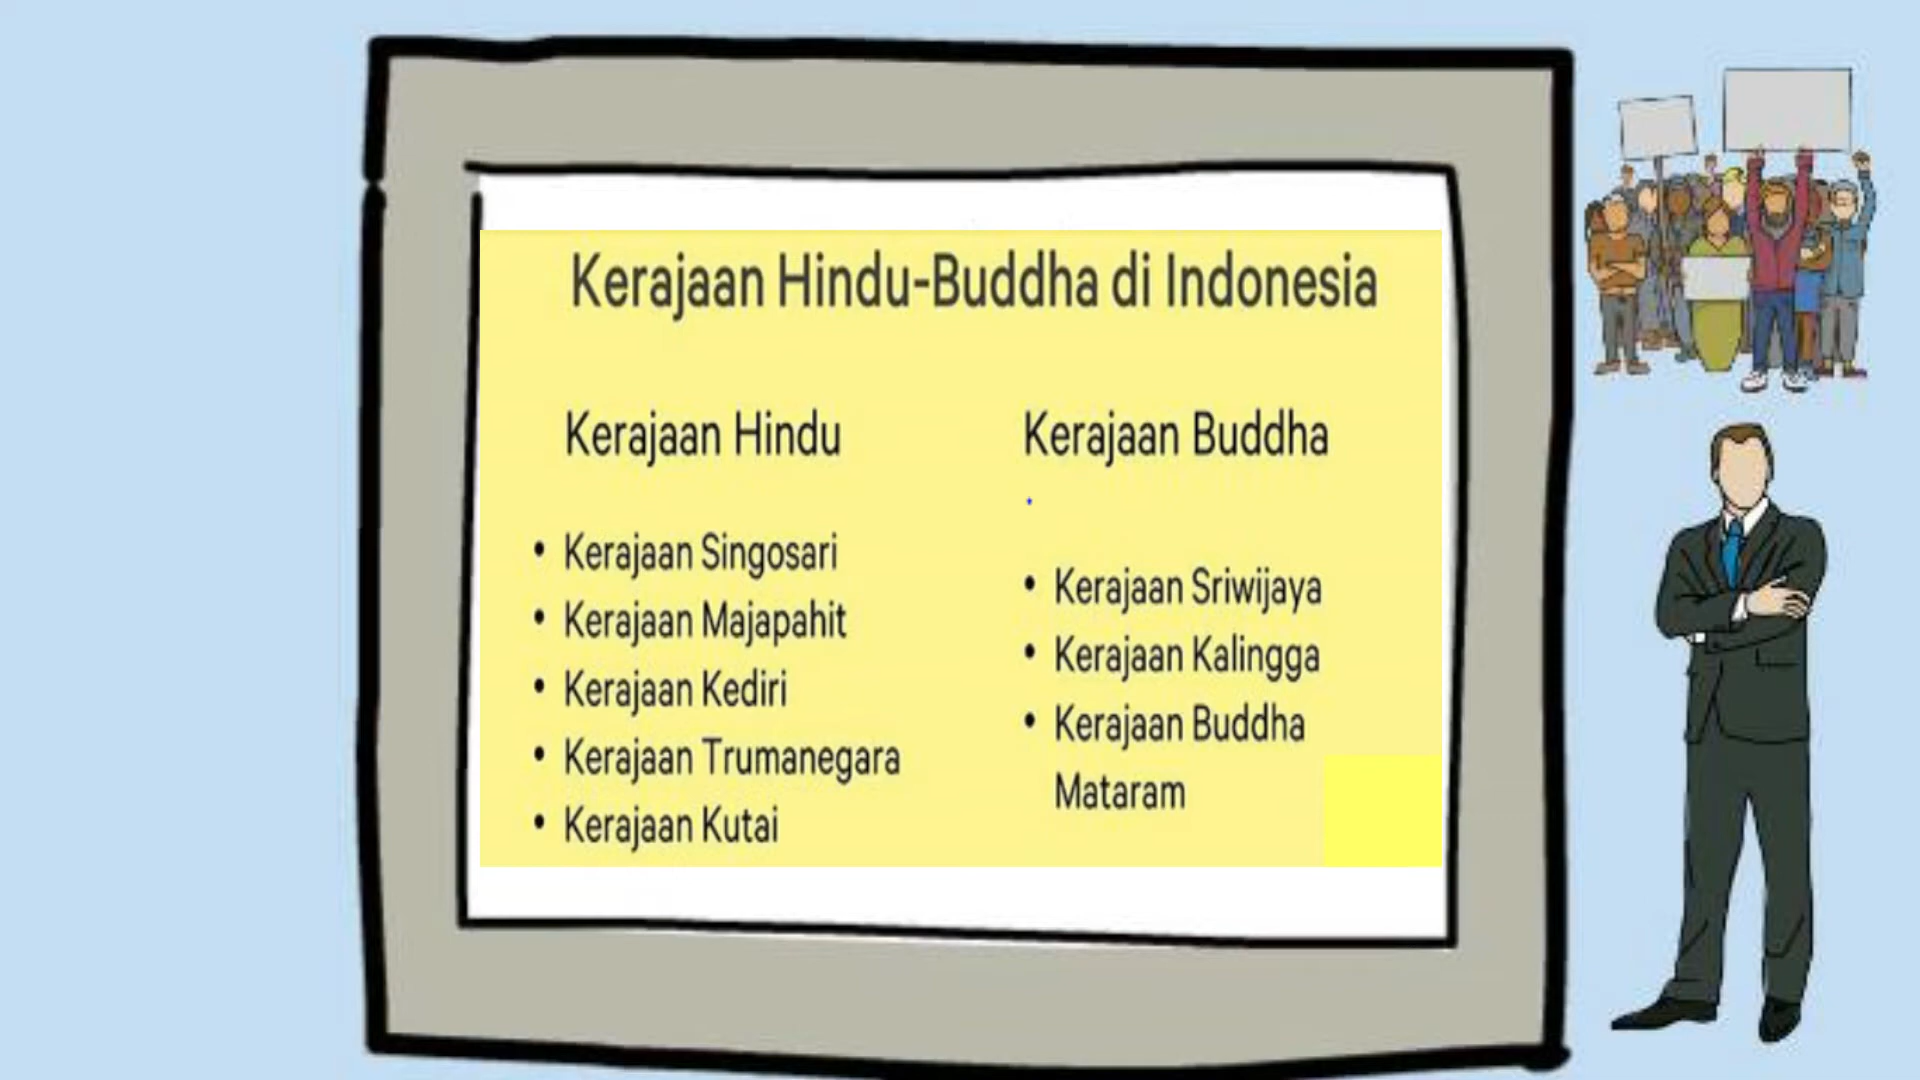 Kerajaan Hindu-Buddha di Indonesia
Kerajaan Hindu
• Kerajaan Singosari
• Kerajaan Majapahit
• Kerajaan Kediri
• Kerajaan Trumanegara
• Kerajaan Kutai
Kerajaan Buddha
• Kerajaan Sriwijaya
• Kerajaan Kalingga
• Kerajaan Buddha
Mataram